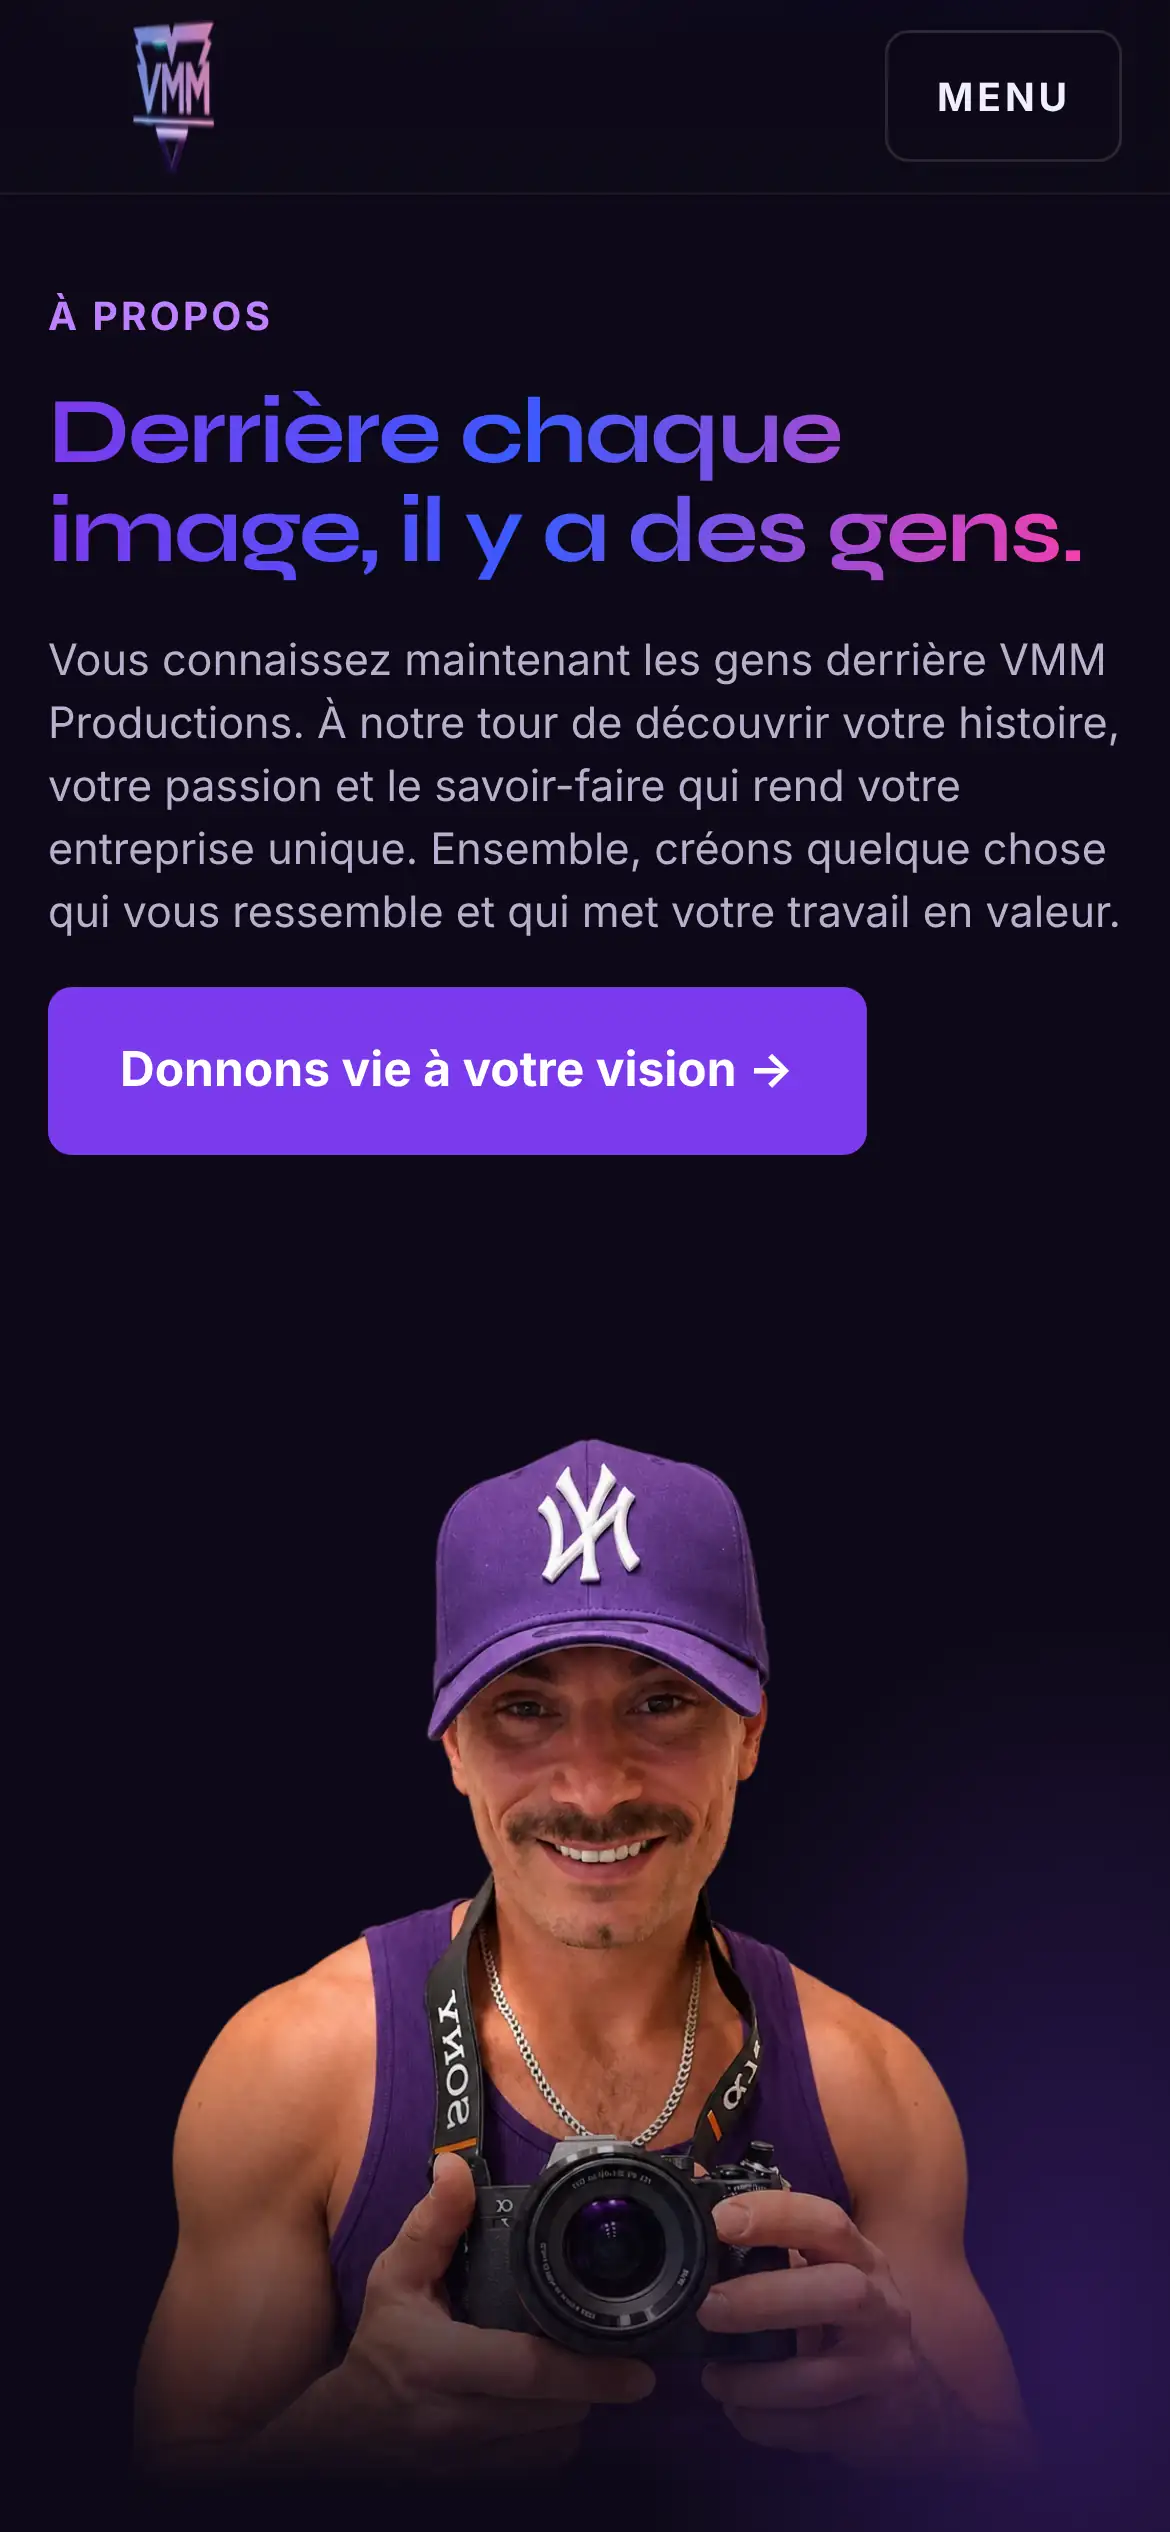 VMM
MENU
À PROPOS
Derrière chaque
image, il y a des gens.
Vous connaissez maintenant les gens derrière VMM
Productions. À notre tour de découvrir votre histoire,
votre passion et le savoir-faire qui rend votre
entreprise unique. Ensemble, créons quelque chose
qui vous ressemble et qui met votre travail en valeur.
Donnons vie à votre vision →
NY
SONY